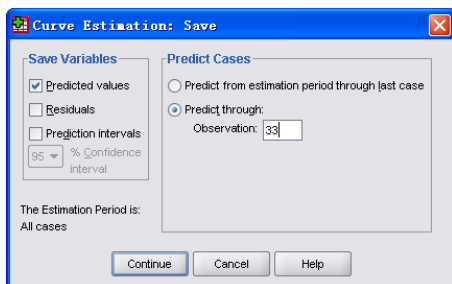 Curve Estimation: Save
Save Variables
Predicted values
Residuals
Prediction intervals
95 % Confidence
interval
The Estimation Period is:
All cases
Predict Cases
Predict from estimation period through last case
Predict through:
Observation: 33
Continue Cancel Help